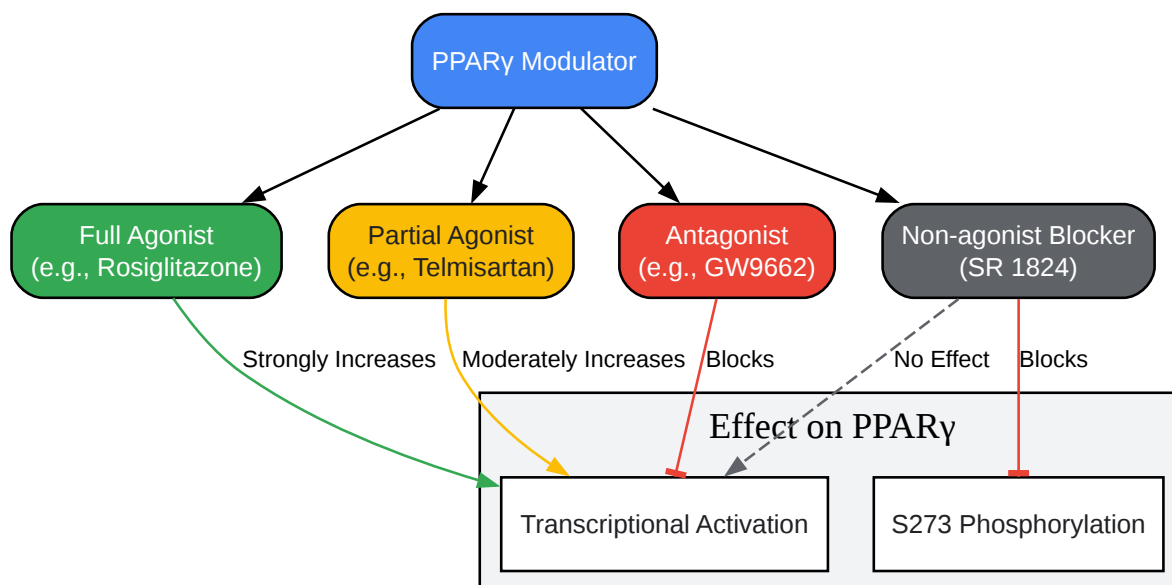 PPARγ Modulator
Full Agonist
(e.g., Rosiglitazone)
Partial Agonist
(e.g., Telmisartan)
Antagonist
(e.g., GW9662)
Non-agonist Blocker
(SR 1824)
Strongly Increases
Moderately Increases
Blocks
No Effect
Blocks
Effect on PPARγ
Transcriptional Activation
S273 Phosphorylation